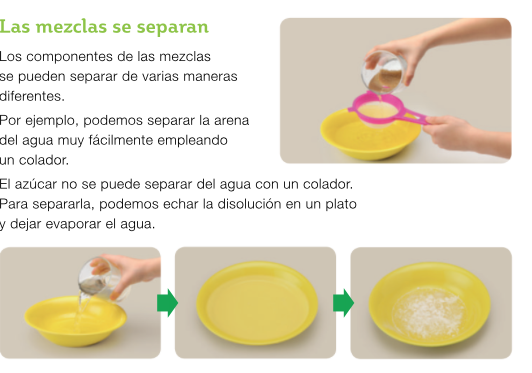 Las mezclas se separan
Los componentes de las mezclas
se pueden separar de varias maneras
diferentes.
Por ejemplo, podemos separar la arena
del agua muy fácilmente empleando
un colador.
El azúcar no se puede separar del agua con un colador.
Para separarla, podemos echar la disolución en un plato
y dejar evaporar el agua.